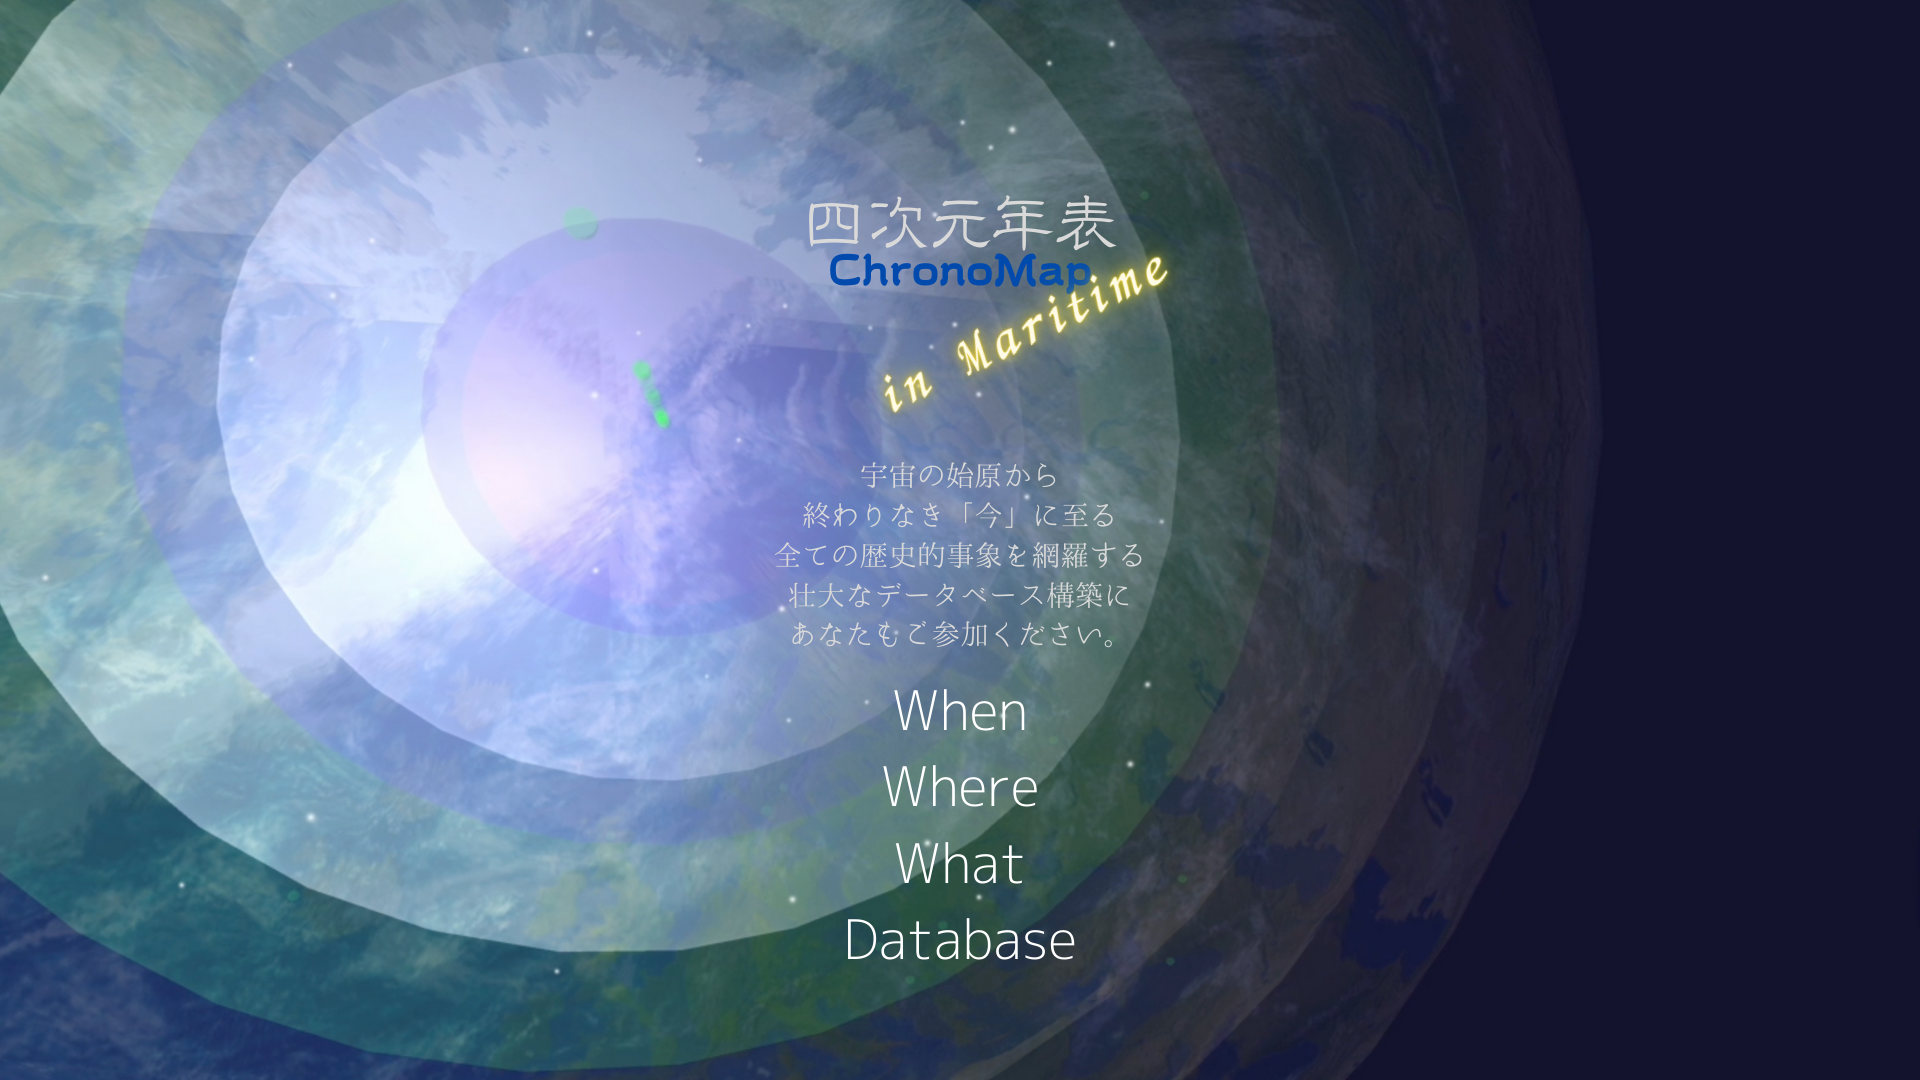 四次元年表
ChronoMap
in Maritime
宇宙の始原から
終わりなき「今」に至る
全ての歴史的事象を網羅する
壮大なデータベース構築に
あなたもご参加ください。
When
Where
What
Database